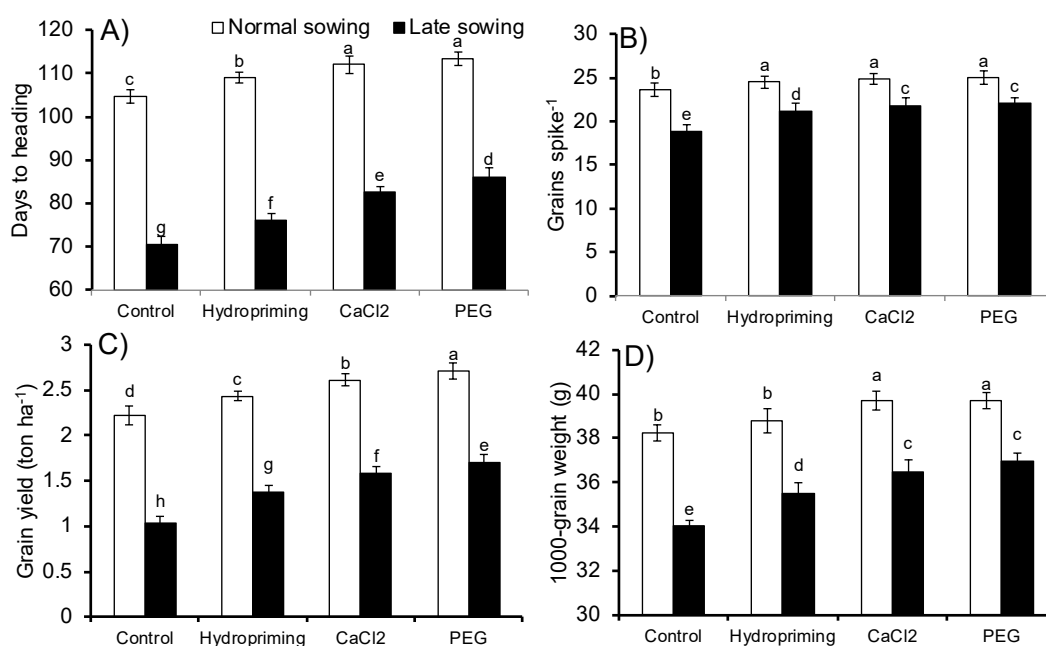 A)
Normal sowing Late sowing
Days to heading
120
110
100
90
80
70
60
c
g
b
f
a
e
a
d
Control Hydropriming CaCl2 PEG
B)
Grains spike-1
30
25
20
15
10
5
0
b
e
a
d
a
c
a
c
Control Hydropriming CaCl2 PEG
C)
Grain yield (ton ha-1)
3
2.5
2
1.5
1
0.5
0
d
h
c
g
b
f
a
e
Control Hydropriming CaCl2 PEG
D)
1000-grain weight (g)
42
40
38
36
34
32
30
b
e
b
d
a
c
a
c
Control Hydropriming CaCl2 PEG